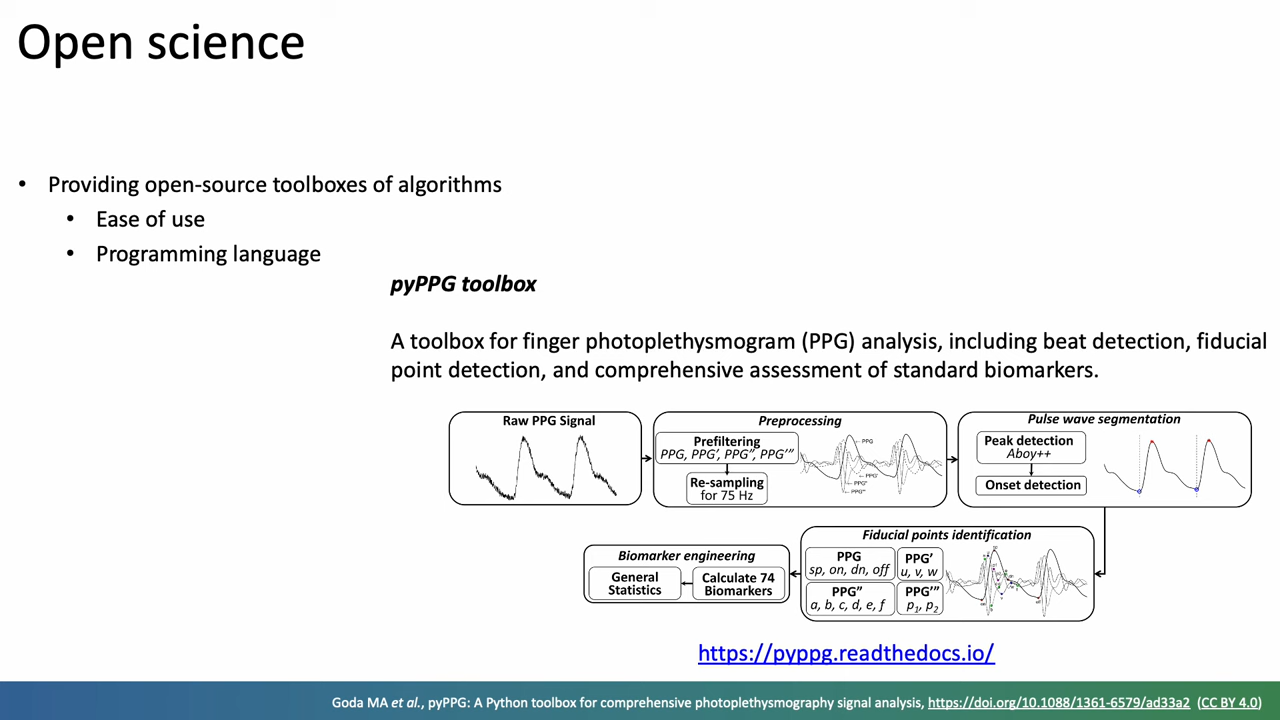 Open science
• Providing open-source toolboxes of algorithms
• Ease of use
• Programming language
pyPPG toolbox
A toolbox for finger photoplethysmogram (PPG) analysis, including beat detection, fiducial
point detection, and comprehensive assessment of standard biomarkers.
Raw PPG Signal
Preprocessing
Prefiltering
PPG, PPG', PPG", PPG'"
Re-sampling
for 75 Hz
PPG
PPG'
PPG"
PPG'"
Pulse wave segmentation
Peak detection
Aboy++
Onset detection
Fiducial points identification
PPG
sp, on, dn, off
PPG'
u, v, w
PPG"
a, b, c, d, e, f
PPG'"
p1, p2
Biomarker engineering
General
Statistics
Calculate 74
Biomarkers
https://pyppg.readthedocs.io/
Goda MA et al., pyPPG: A Python toolbox for comprehensive photoplethysmography signal analysis, https://doi.org/10.1088/1361-6579/ad33a2 (CC BY 4.0)